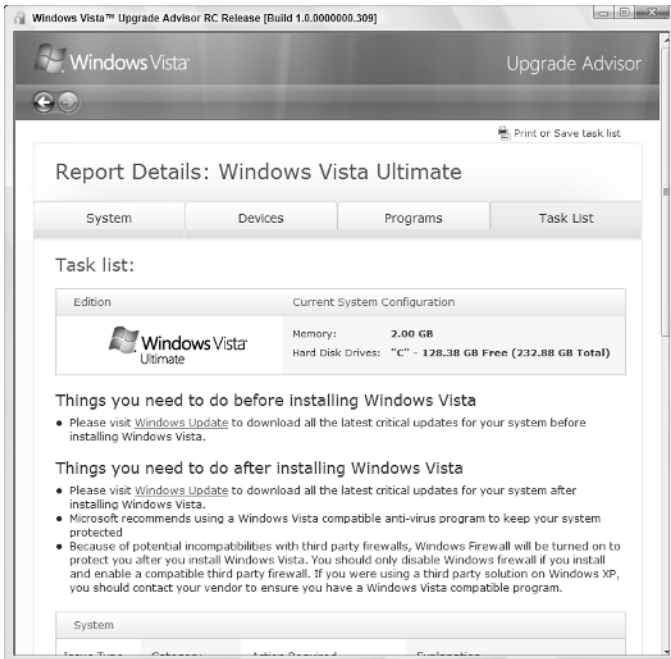 Windows Vista™ Upgrade Advisor RC Release [Build 1.0.0000000.309]
Windows Vista™
Upgrade Advisor
Print or Save task list
Report Details: Windows Vista Ultimate
System Devices Programs Task List
Task list:
Edition Current System Configuration
Windows Vista™
Ultimate
Memory: 2.00 GB
Hard Disk Drives: "C" - 128.38 GB Free (232.88 GB Total)
Things you need to do before installing Windows Vista
• Please visit Windows Update to download all the latest critical updates for your system before
installing Windows Vista.
Things you need to do after installing Windows Vista
• Please visit Windows Update to download all the latest critical updates for your system after
installing Windows Vista.
• Microsoft recommends using a Windows Vista compatible anti-virus program to keep your system
protected
• Because of potential incompatibilities with third party firewalls, Windows Firewall will be turned on to
protect you after you install Windows Vista. You should only disable Windows firewall if you install
and enable a compatible third party firewall. If you were using a third party solution on Windows XP,
you should contact your vendor to ensure you have a Windows Vista compatible program.
System
Issue Type Category Action Required Explanation